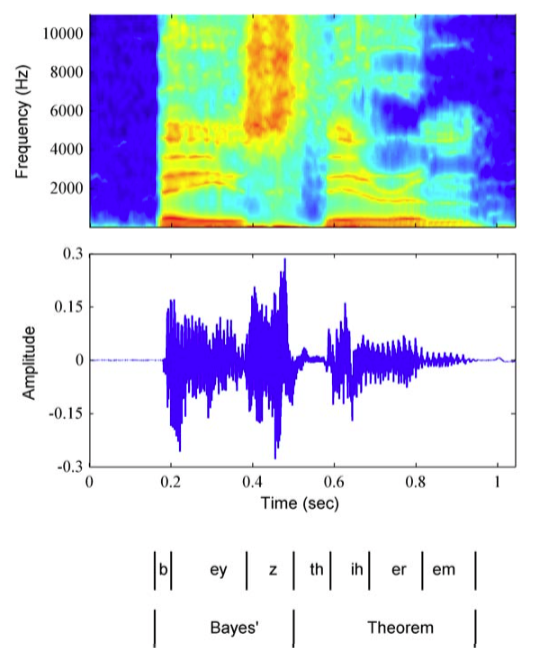 10000
8000
6000
4000
2000
Frequency (Hz)
0.3
0.15
0
-0.15
-0.3
Amplitude
0 0.2 0.4 0.6 0.8 1
Time (sec)
b ey z th ih er em
Bayes' Theorem